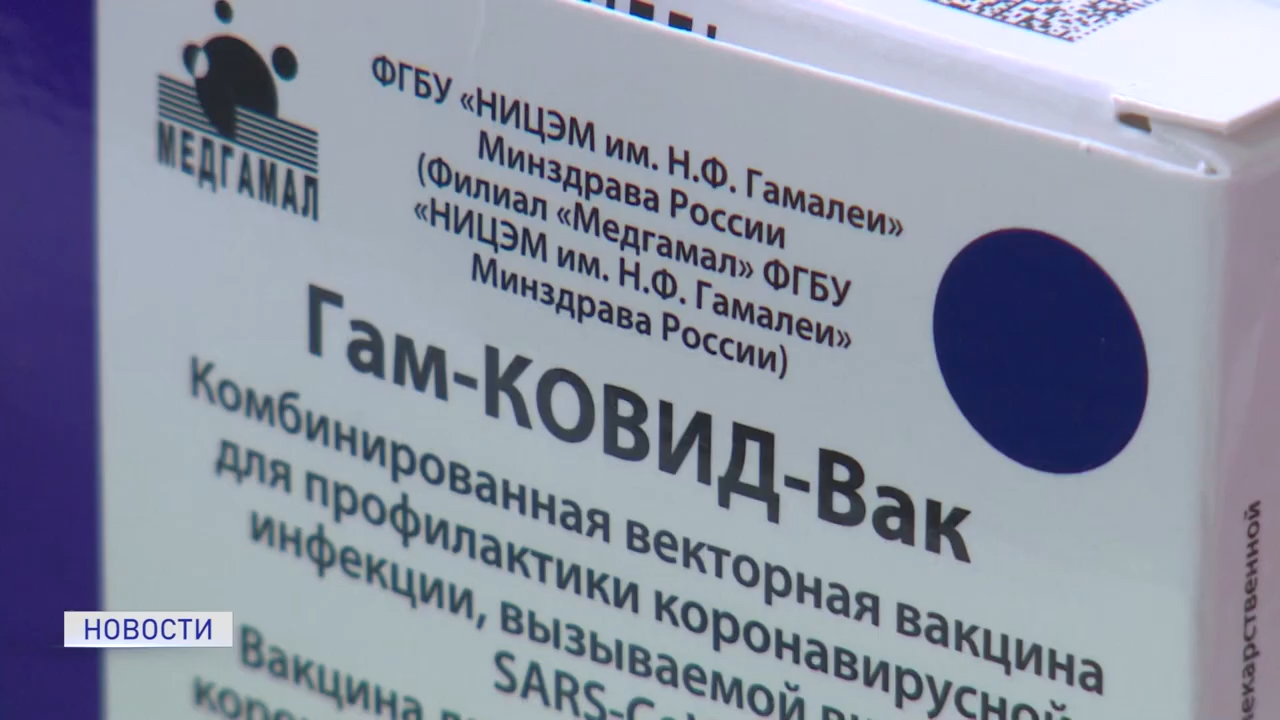 МЕДГАМАЛ
ФГБУ «НИЦЭМ им. Н.Ф. Гамалеи»
Минздрава России
(Филиал «Медгамал» ФГБУ
«НИЦЭМ им. Н.Ф. Гамалеи»
Минздрава России)
Гам-КОВИД-Вак
Комбинированная векторная вакцина
для профилактики коронавирусной
инфекции, вызываемой
Вакцина
НОВОСТИ